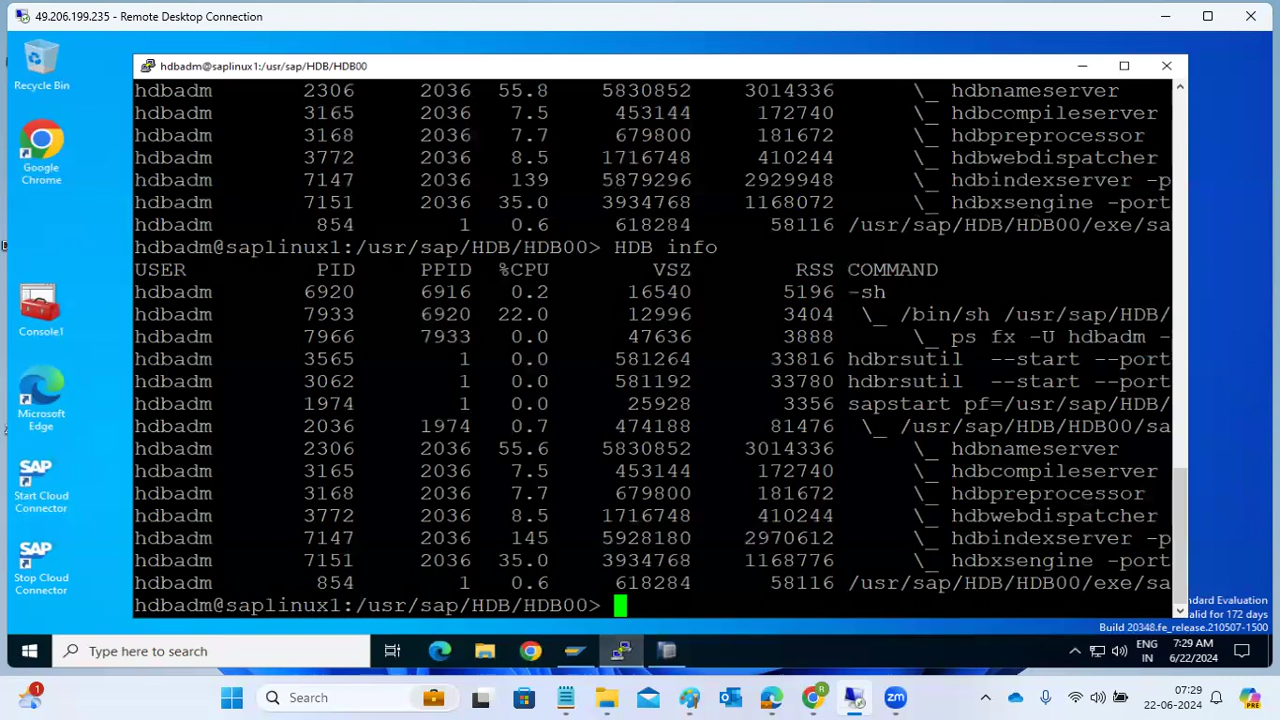 49.206.199.235 - Remote Desktop Connection
Recycle Bin
Google Chrome
Console1
Microsoft Edge
SAP
Start Cloud Connector
SAP
Stop Cloud Connector
hdbadm@saplinux1:/usr/sap/HDB/HDB00
hdbadm 2306 2036 55.8 5830852 3014336 \_ hdbnameserver
hdbadm 3165 2036 7.5 453144 172740 \_ hdbcompileserver
hdbadm 3168 2036 7.7 679800 181672 \_ hdbpreprocessor
hdbadm 3772 2036 8.5 1716748 410244 \_ hdbwebdispatcher
hdbadm 7147 2036 139 5879296 2929948 \_ hdbindexserver -p
hdbadm 7151 2036 35.0 3934768 1168072 \_ hdbxsengine -port
hdbadm 854 1 0.6 618284 58116 /usr/sap/HDB/HDB00/exe/sa
hdbadm@saplinux1:/usr/sap/HDB/HDB00> HDB info
USER PID PPID %CPU VSZ RSS COMMAND
hdbadm 6920 6916 0.2 16540 5196 -sh
hdbadm 7933 6920 22.0 12996 3404 \_ /bin/sh /usr/sap/HDB/
hdbadm 7966 7933 0.0 47636 3888 \_ ps fx -U hdbadm -
hdbadm 3565 1 0.0 581264 33816 hdbrsutil --start --port
hdbadm 3062 1 0.0 581192 33780 hdbrsutil --start --port
hdbadm 1974 1 0.0 25928 3356 sapstart pf=/usr/sap/HDB/
hdbadm 2036 1974 0.7 474188 81476 \_ /usr/sap/HDB/HDB00/sa
hdbadm 2306 2036 55.6 5830852 3014336 \_ hdbnameserver
hdbadm 3165 2036 7.5 453144 172740 \_ hdbcompileserver
hdbadm 3168 2036 7.7 679800 181672 \_ hdbpreprocessor
hdbadm 3772 2036 8.5 1716748 410244 \_ hdbwebdispatcher
hdbadm 7147 2036 145 5928180 2970612 \_ hdbindexserver -p
hdbadm 7151 2036 35.0 3934768 1168776 \_ hdbxsengine -port
hdbadm 854 1 0.6 618284 58116 /usr/sap/HDB/HDB00/exe/sa
hdbadm@saplinux1:/usr/sap/HDB/HDB00>
ndard Evaluation
valid for 172 days
Build 20348.fe_release.210507-1500
Type here to search
ENG
IN
7:29 AM
6/22/2024
1
Search
R
zm
PRE
07:29
22-06-2024